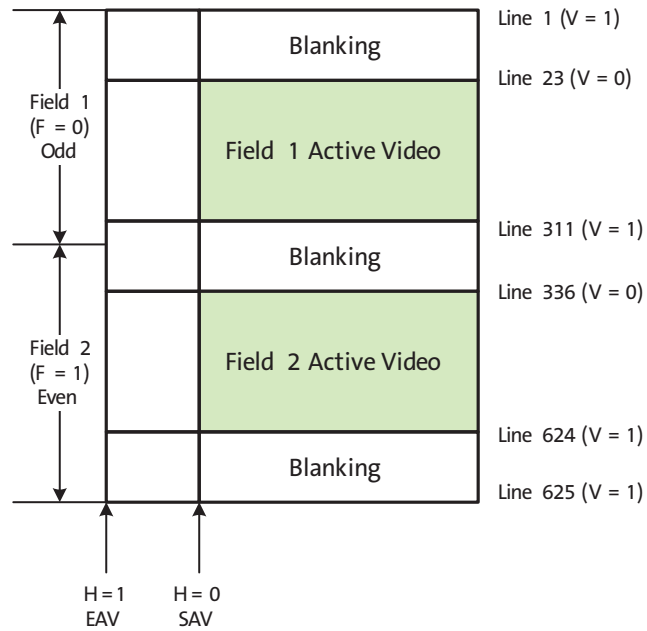 Blanking
Line 1 (V = 1)
Line 23 (V = 0)
Field 1
(F = 0)
Odd
Field 1 Active Video
Line 311 (V = 1)
Blanking
Line 336 (V = 0)
Field 2
(F = 1)
Even
Field 2 Active Video
Line 624 (V = 1)
Blanking
Line 625 (V = 1)
H = 1
EAV
H = 0
SAV